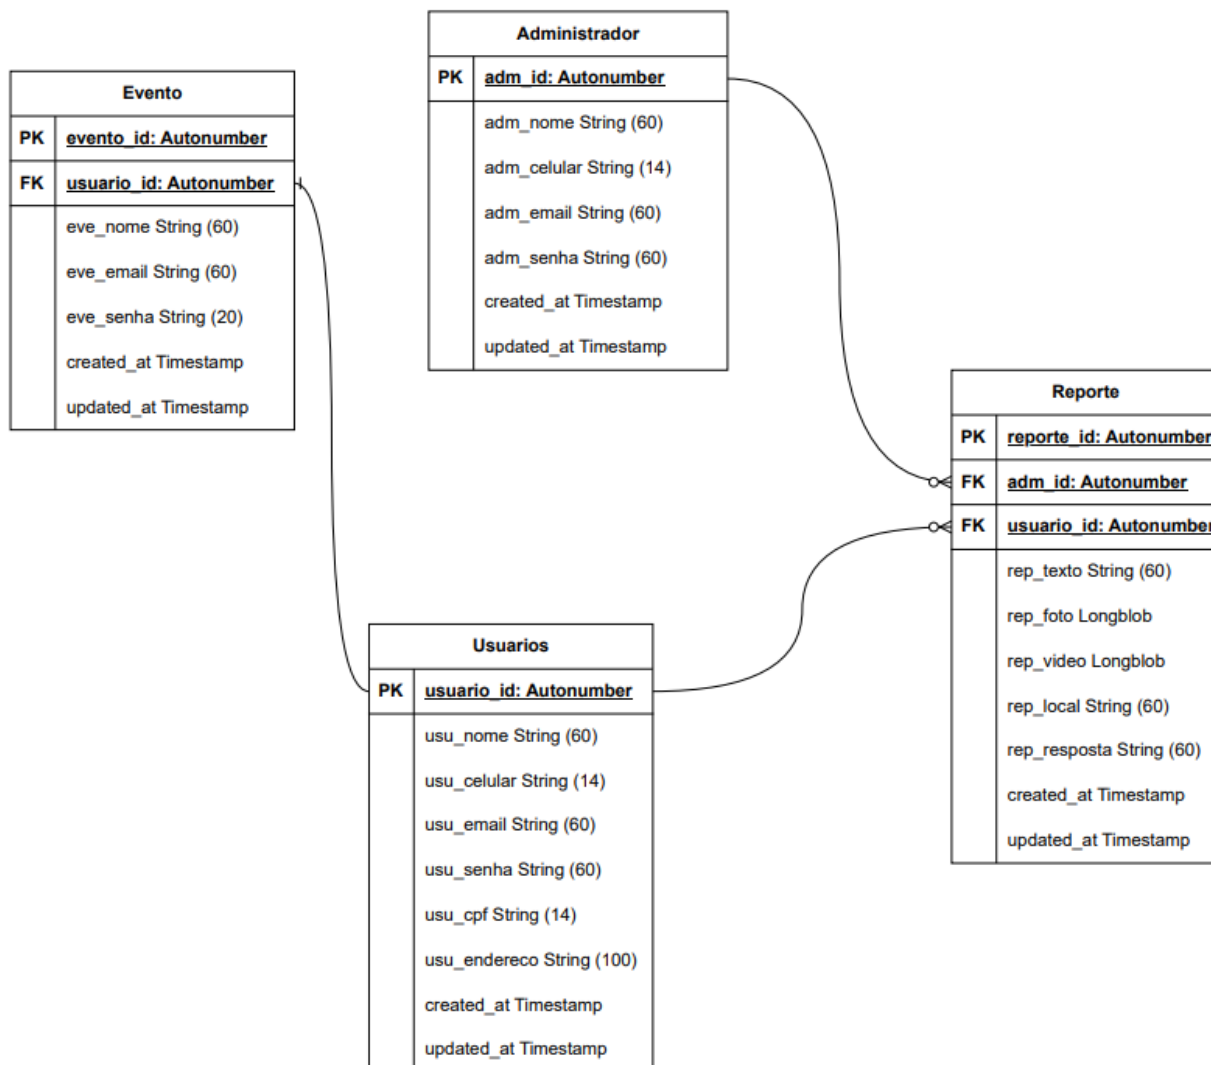 Administrador
PK adm_id: Autonumber
adm_nome String (60)
adm_celular String (14)
adm_email String (60)
adm_senha String (60)
created_at Timestamp
updated_at Timestamp
Evento
PK evento_id: Autonumber
FK usuario_id: Autonumber
eve_nome String (60)
eve_email String (60)
eve_senha String (20)
created_at Timestamp
updated_at Timestamp
Reporte
PK reporte_id: Autonumber
FK adm_id: Autonumber
FK usuario_id: Autonumber
rep_texto String (60)
rep_foto Longblob
rep_video Longblob
rep_local String (60)
rep_resposta String (60)
created_at Timestamp
updated_at Timestamp
Usuarios
PK usuario_id: Autonumber
usu_nome String (60)
usu_celular String (14)
usu_email String (60)
usu_senha String (60)
usu_cpf String (14)
usu_endereco String (100)
created_at Timestamp
updated_at Timestamp